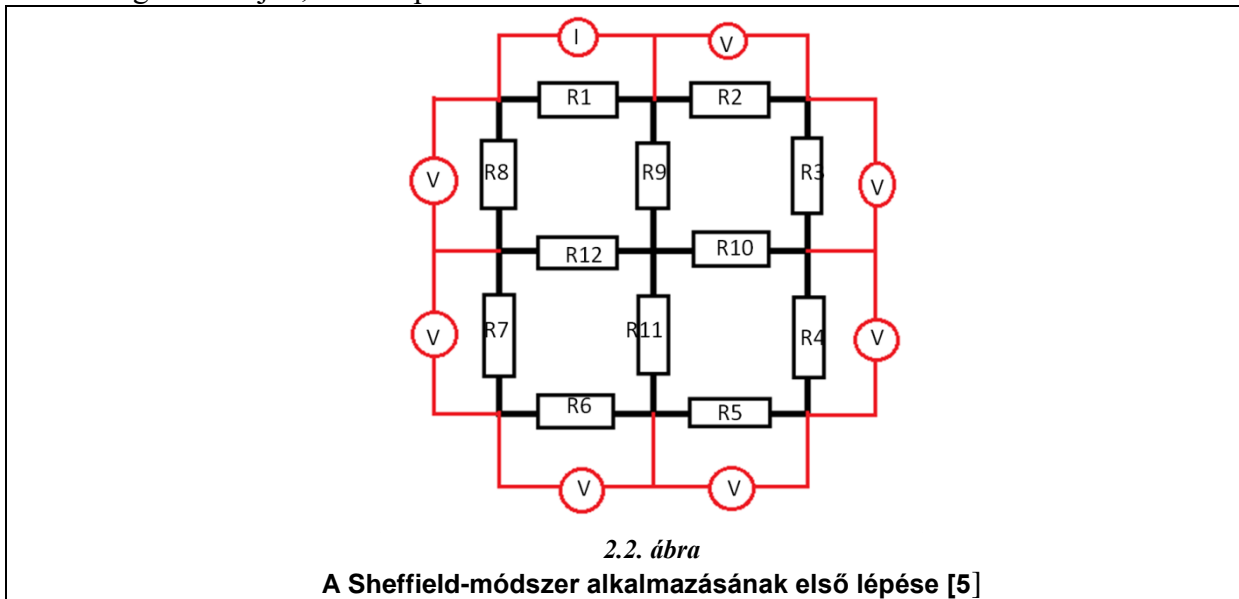 I V
R1 R2
V R8 R9 R3 V
R12 R10
V R7 R11 R4 V
R6 R5
V V
2.2. ábra
A Sheffield-módszer alkalmazásának első lépése [5]